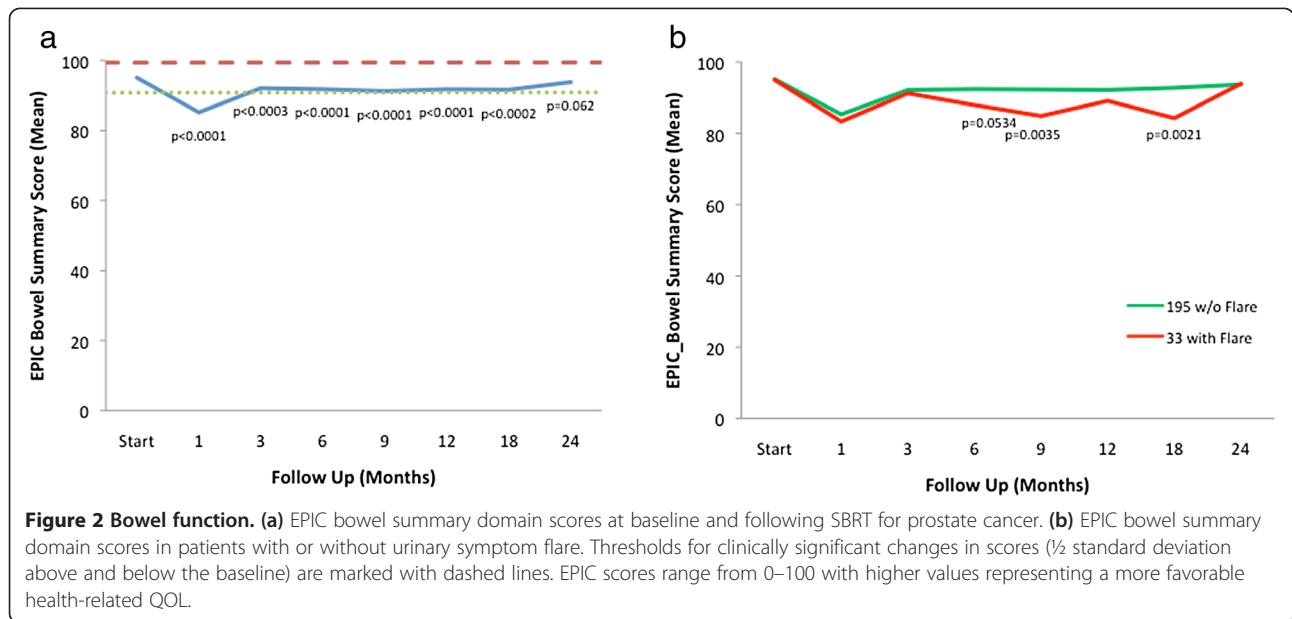 a
EPIC Bowel Summary Score (Mean)
100
80
60
40
20
0
p<0.0001
p<0.0003
p<0.0001
p<0.0001
p<0.0001
p<0.0002
p=0.062
Start 1 3 6 9 12 18 24
Follow Up (Months)
b
EPIC_Bowel Summary Score (Mean)
100
80
60
40
20
0
p=0.0534
p=0.0035
p=0.0021
195 w/o Flare
33 with Flare
Start 1 3 6 9 12 18 24
Follow Up (Months)
Figure 2 Bowel function. (a) EPIC bowel summary domain scores at baseline and following SBRT for prostate cancer. (b) EPIC bowel summary
domain scores in patients with or without urinary symptom flare. Thresholds for clinically significant changes in scores (½ standard deviation
above and below the baseline) are marked with dashed lines. EPIC scores range from 0–100 with higher values representing a more favorable
health-related QOL.